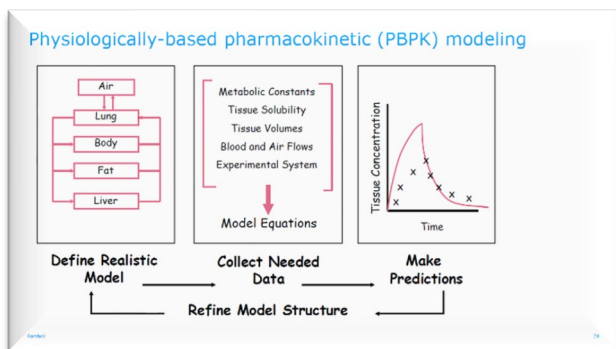 Physiologically-based pharmacokinetic (PBPK) modeling
Air
Lung
Body
Fat
Liver
Metabolic Constants
Tissue Solubility
Tissue Volumes
Blood and Air Flows
Experimental System
Model Equations
Tissue Concentration
Time
Define Realistic
Model
Collect Needed
Data
Make
Predictions
Refine Model Structure